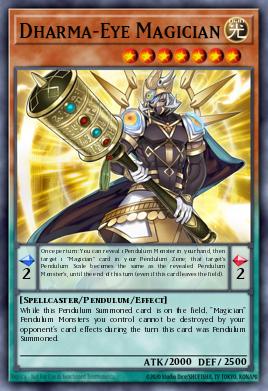 DHARMA-EYE MAGICIAN
光
Once per turn: You can reveal 1 Pendulum Monster in your hand, then
target 1 "Magician" card in your Pendulum Zone; that target's
Pendulum Scale becomes the same as the revealed Pendulum
Monster's, until the end of this turn (even if this card leaves the field).
2
2
[SPELLCASTER/PENDULUM/EFFECT]
While this Pendulum Summoned card is on the field, "Magician"
Pendulum Monsters you control cannot be destroyed by your
opponent's card effects during the turn this card was Pendulum
Summoned.
ATK/2000 DEF/2500